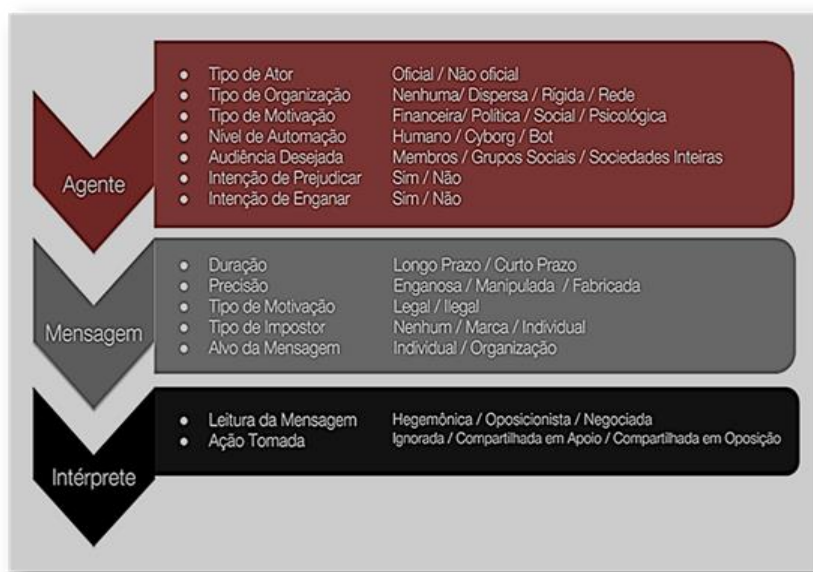 Agente
• Tipo de Ator Oficial / Não oficial
• Tipo de Organização Nenhuma/ Dispersa / Rígida / Rede
• Tipo de Motivação Financeira/ Política / Social / Psicológica
• Nível de Automação Humano / Cyborg / Bot
• Audiência Desejada Membros / Grupos Sociais / Sociedades Inteiras
• Intenção de Prejudicar Sim / Não
• Intenção de Enganar Sim / Não
Mensagem
• Duração Longo Prazo / Curto Prazo
• Precisão Enganosa / Manipulada / Fabricada
• Tipo de Motivação Legal / Ilegal
• Tipo de Impostor Nenhum / Marca / Individual
• Alvo da Mensagem Individual / Organização
Intérprete
• Leitura da Mensagem Hegemônica / Oposicionista / Negociada
• Ação Tomada Ignorada / Compartilhada em Apoio / Compartilhada em Oposição